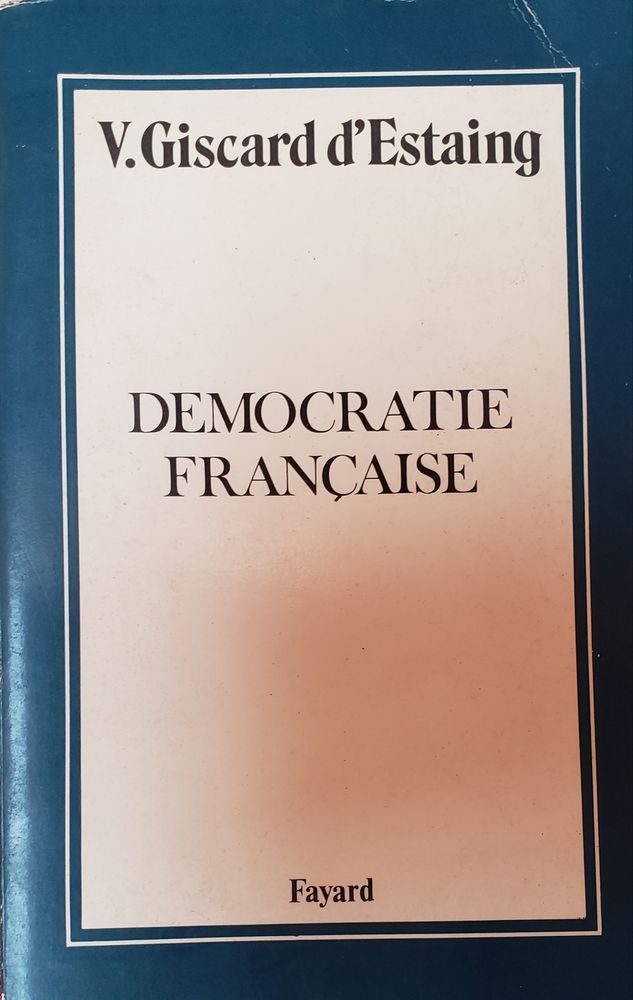 V.Giscard d'Estaing
DEMOCRATIE
FRANÇAISE
Fayard